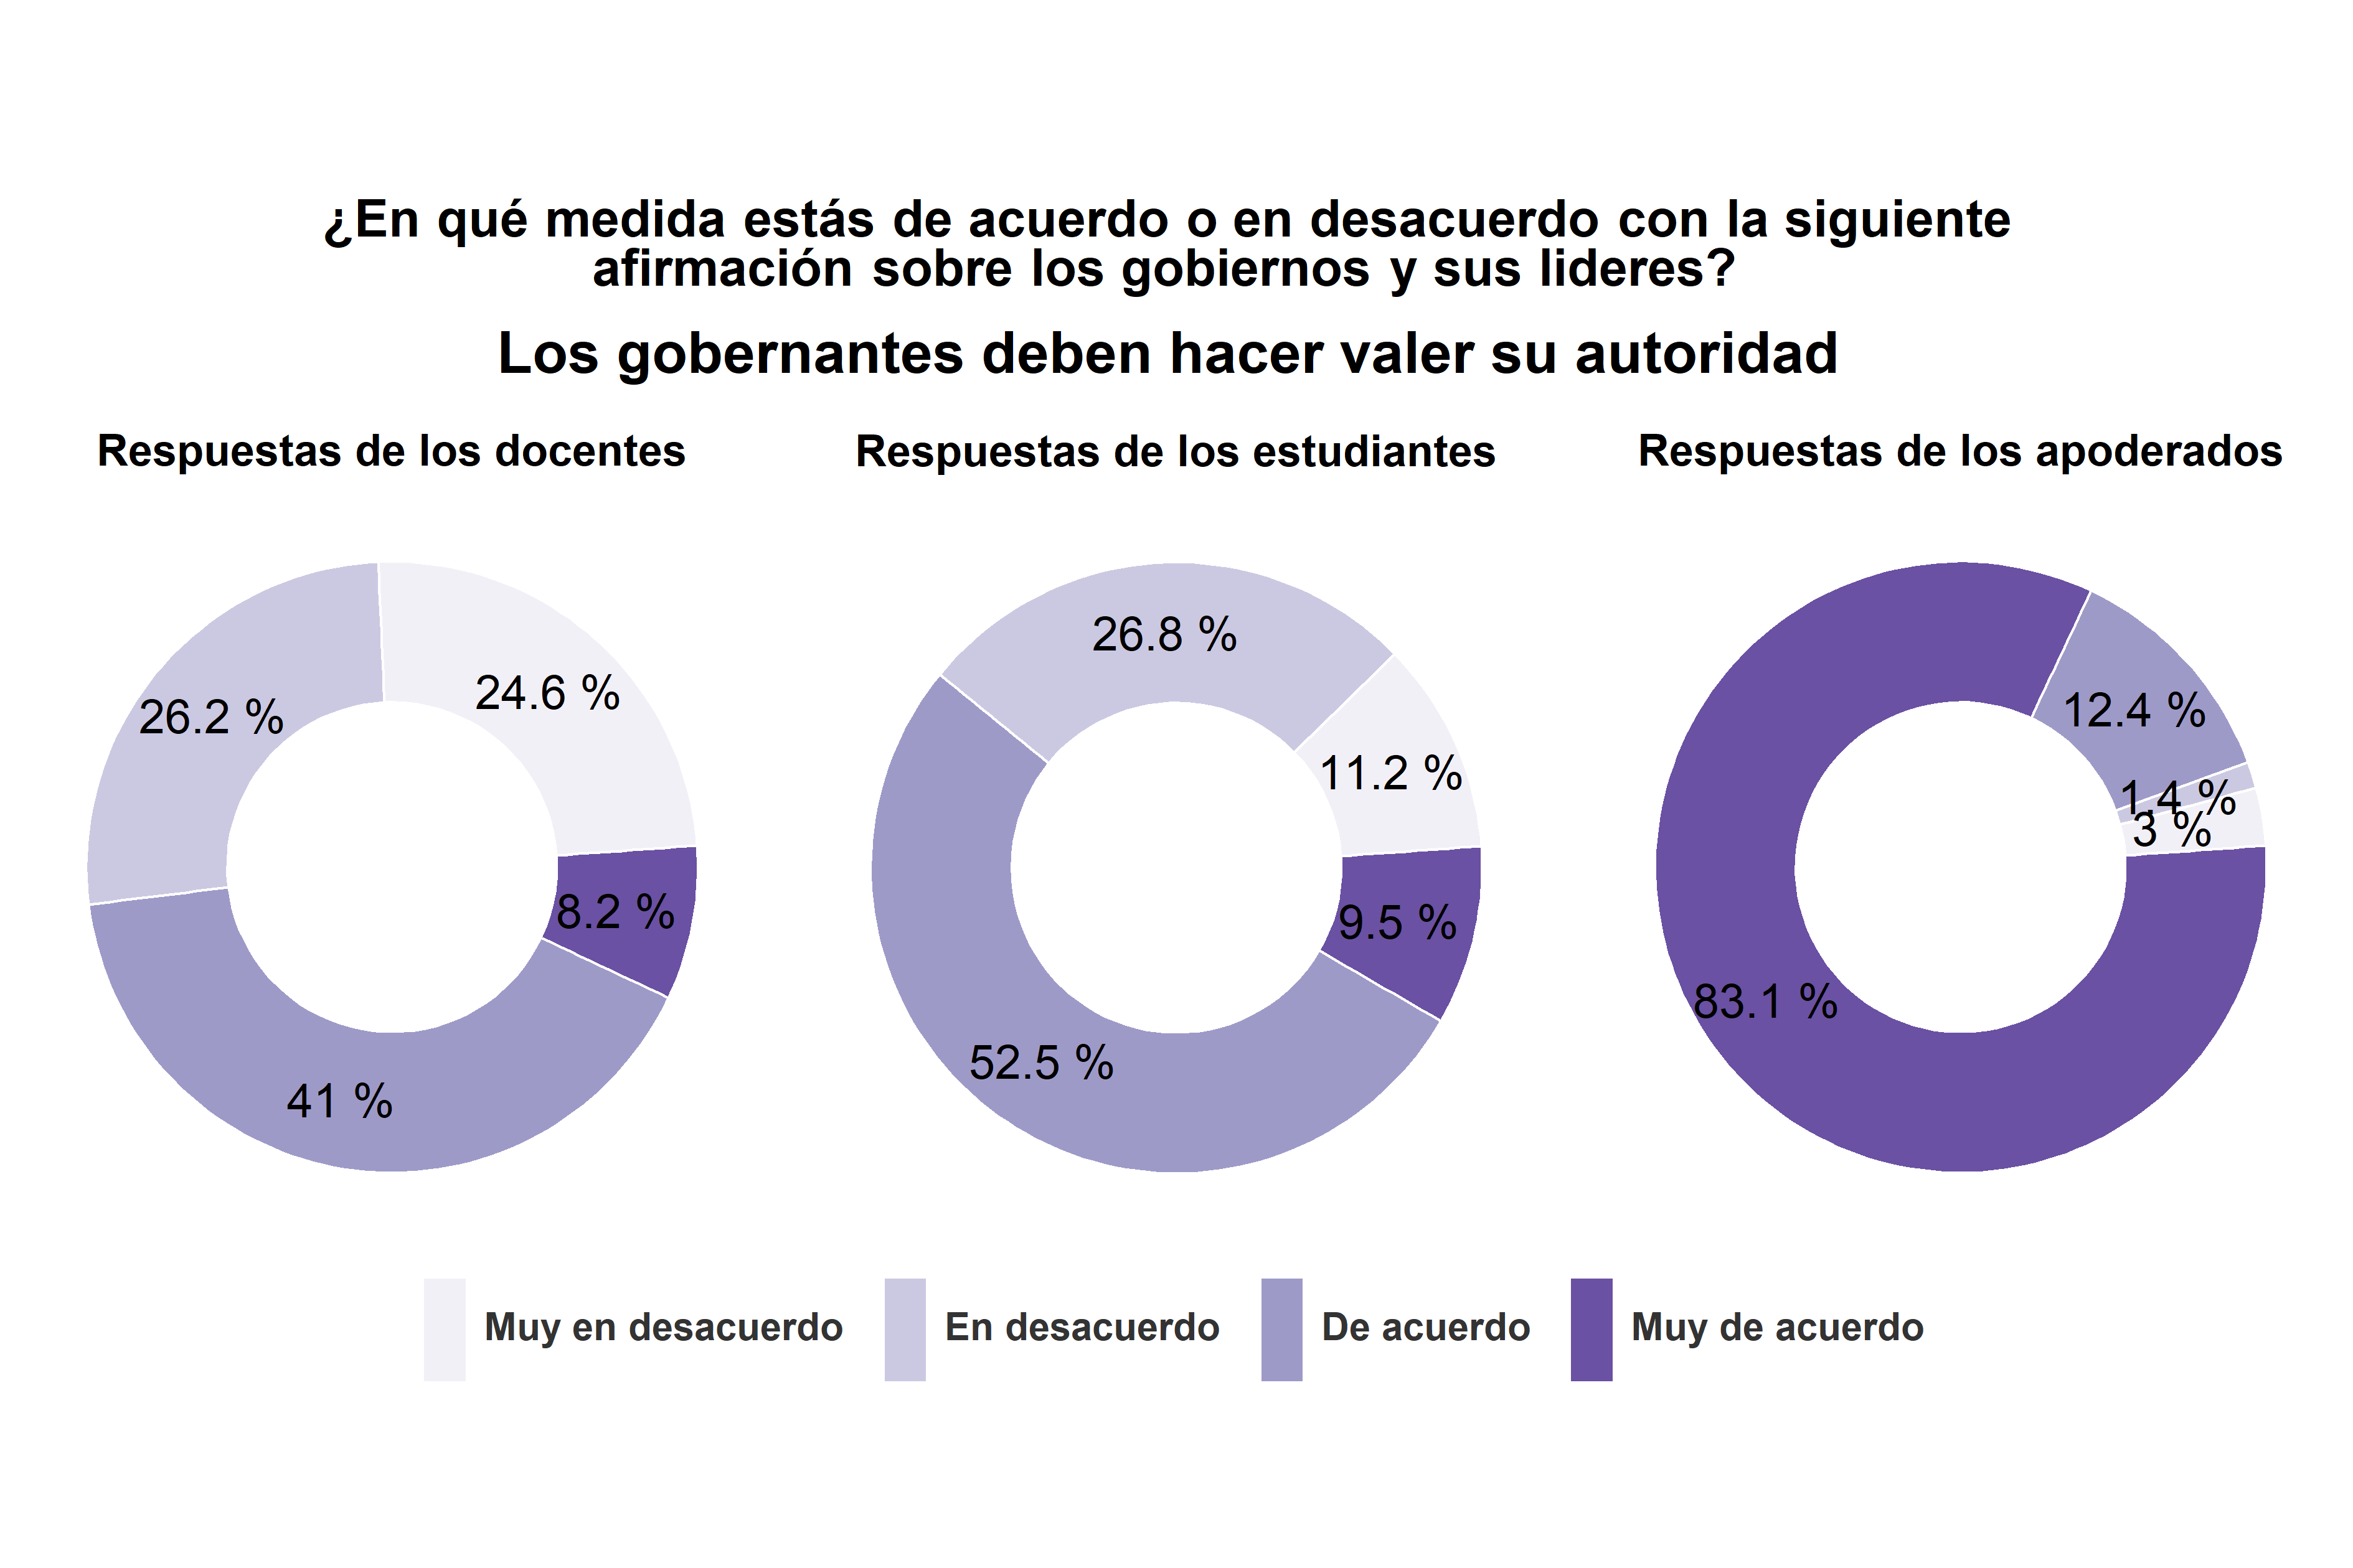 ¿En qué medida estás de acuerdo o en desacuerdo con la siguiente
afirmación sobre los gobiernos y sus lideres?
Los gobernantes deben hacer valer su autoridad
Respuestas de los docentes
Respuestas de los estudiantes
Respuestas de los apoderados
24.6 %
26.2 %
8.2 %
41 %
26.8 %
11.2 %
9.5 %
52.5 %
12.4 %
1.4 %
3 %
83.1 %
Muy en desacuerdo
En desacuerdo
De acuerdo
Muy de acuerdo